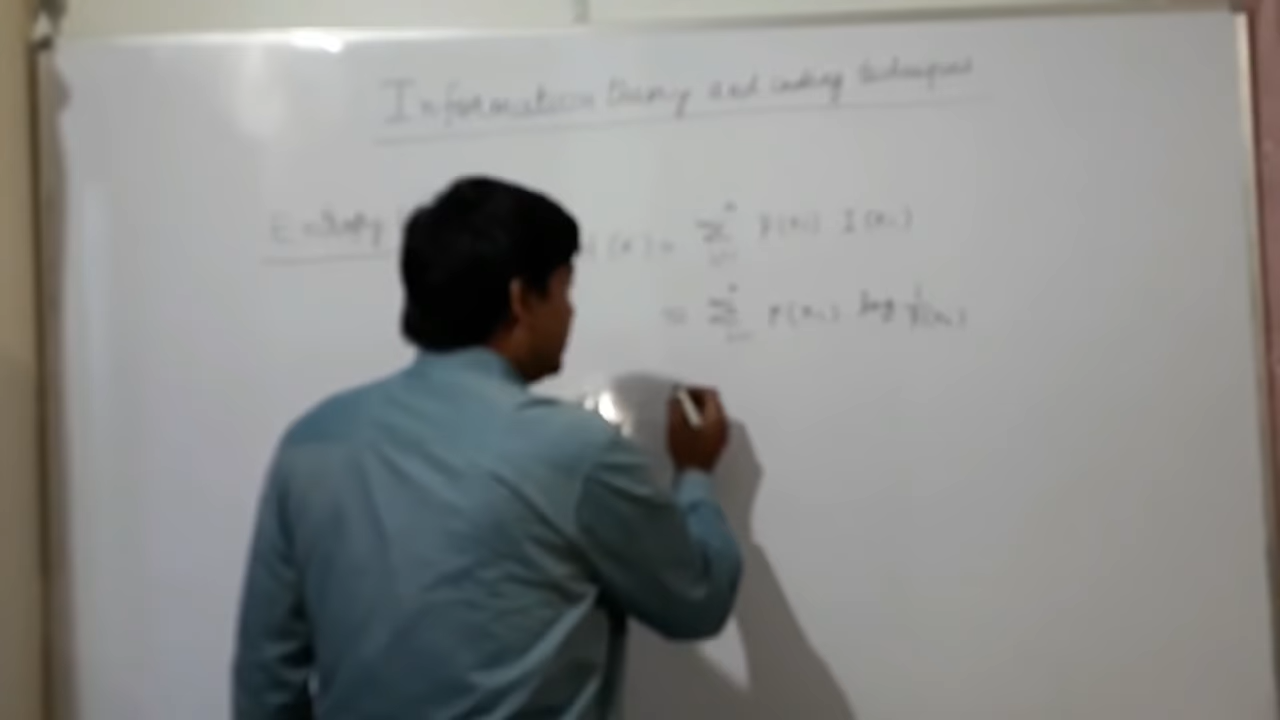 Information theory and coding techniques
Entropy H(x) = Σ P(xi) I(xi)
= Σ P(xi) log 1/P(xi)